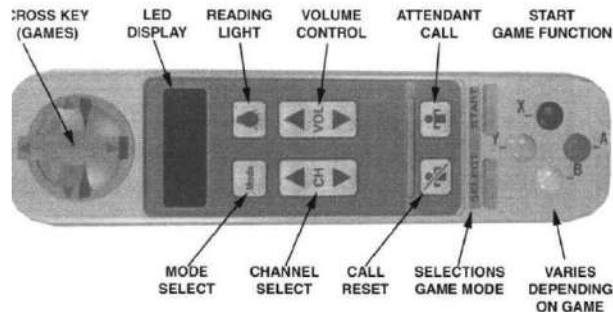 CROSS KEY
(GAMES)
LED
DISPLAY
READING
LIGHT
VOLUME
CONTROL
ATTENDANT
CALL
START
GAME FUNCTION
VOL
START
X
Y
A
B
Mode
CH
SELECT
MODE
SELECT
CHANNEL
SELECT
CALL
RESET
SELECTIONS
GAME MODE
VARIES
DEPENDING
ON GAME